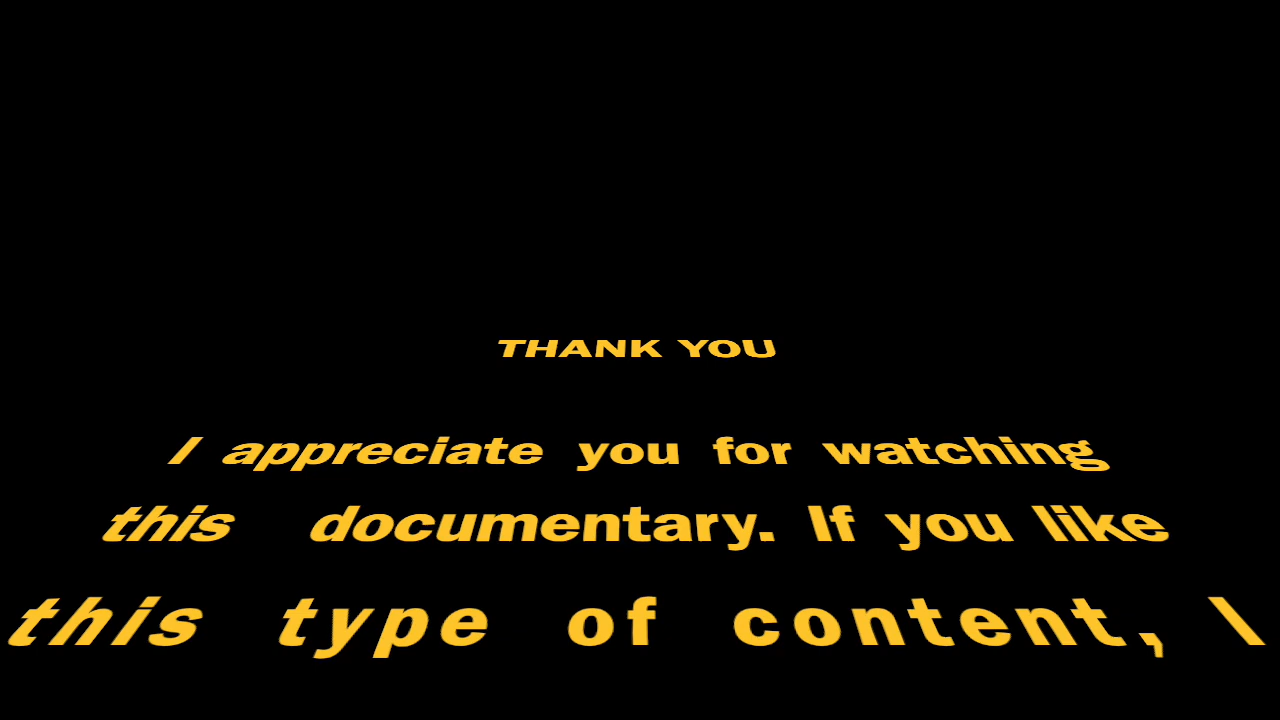 THANK YOU
I appreciate you for watching
this documentary. If you like
this type of content, I